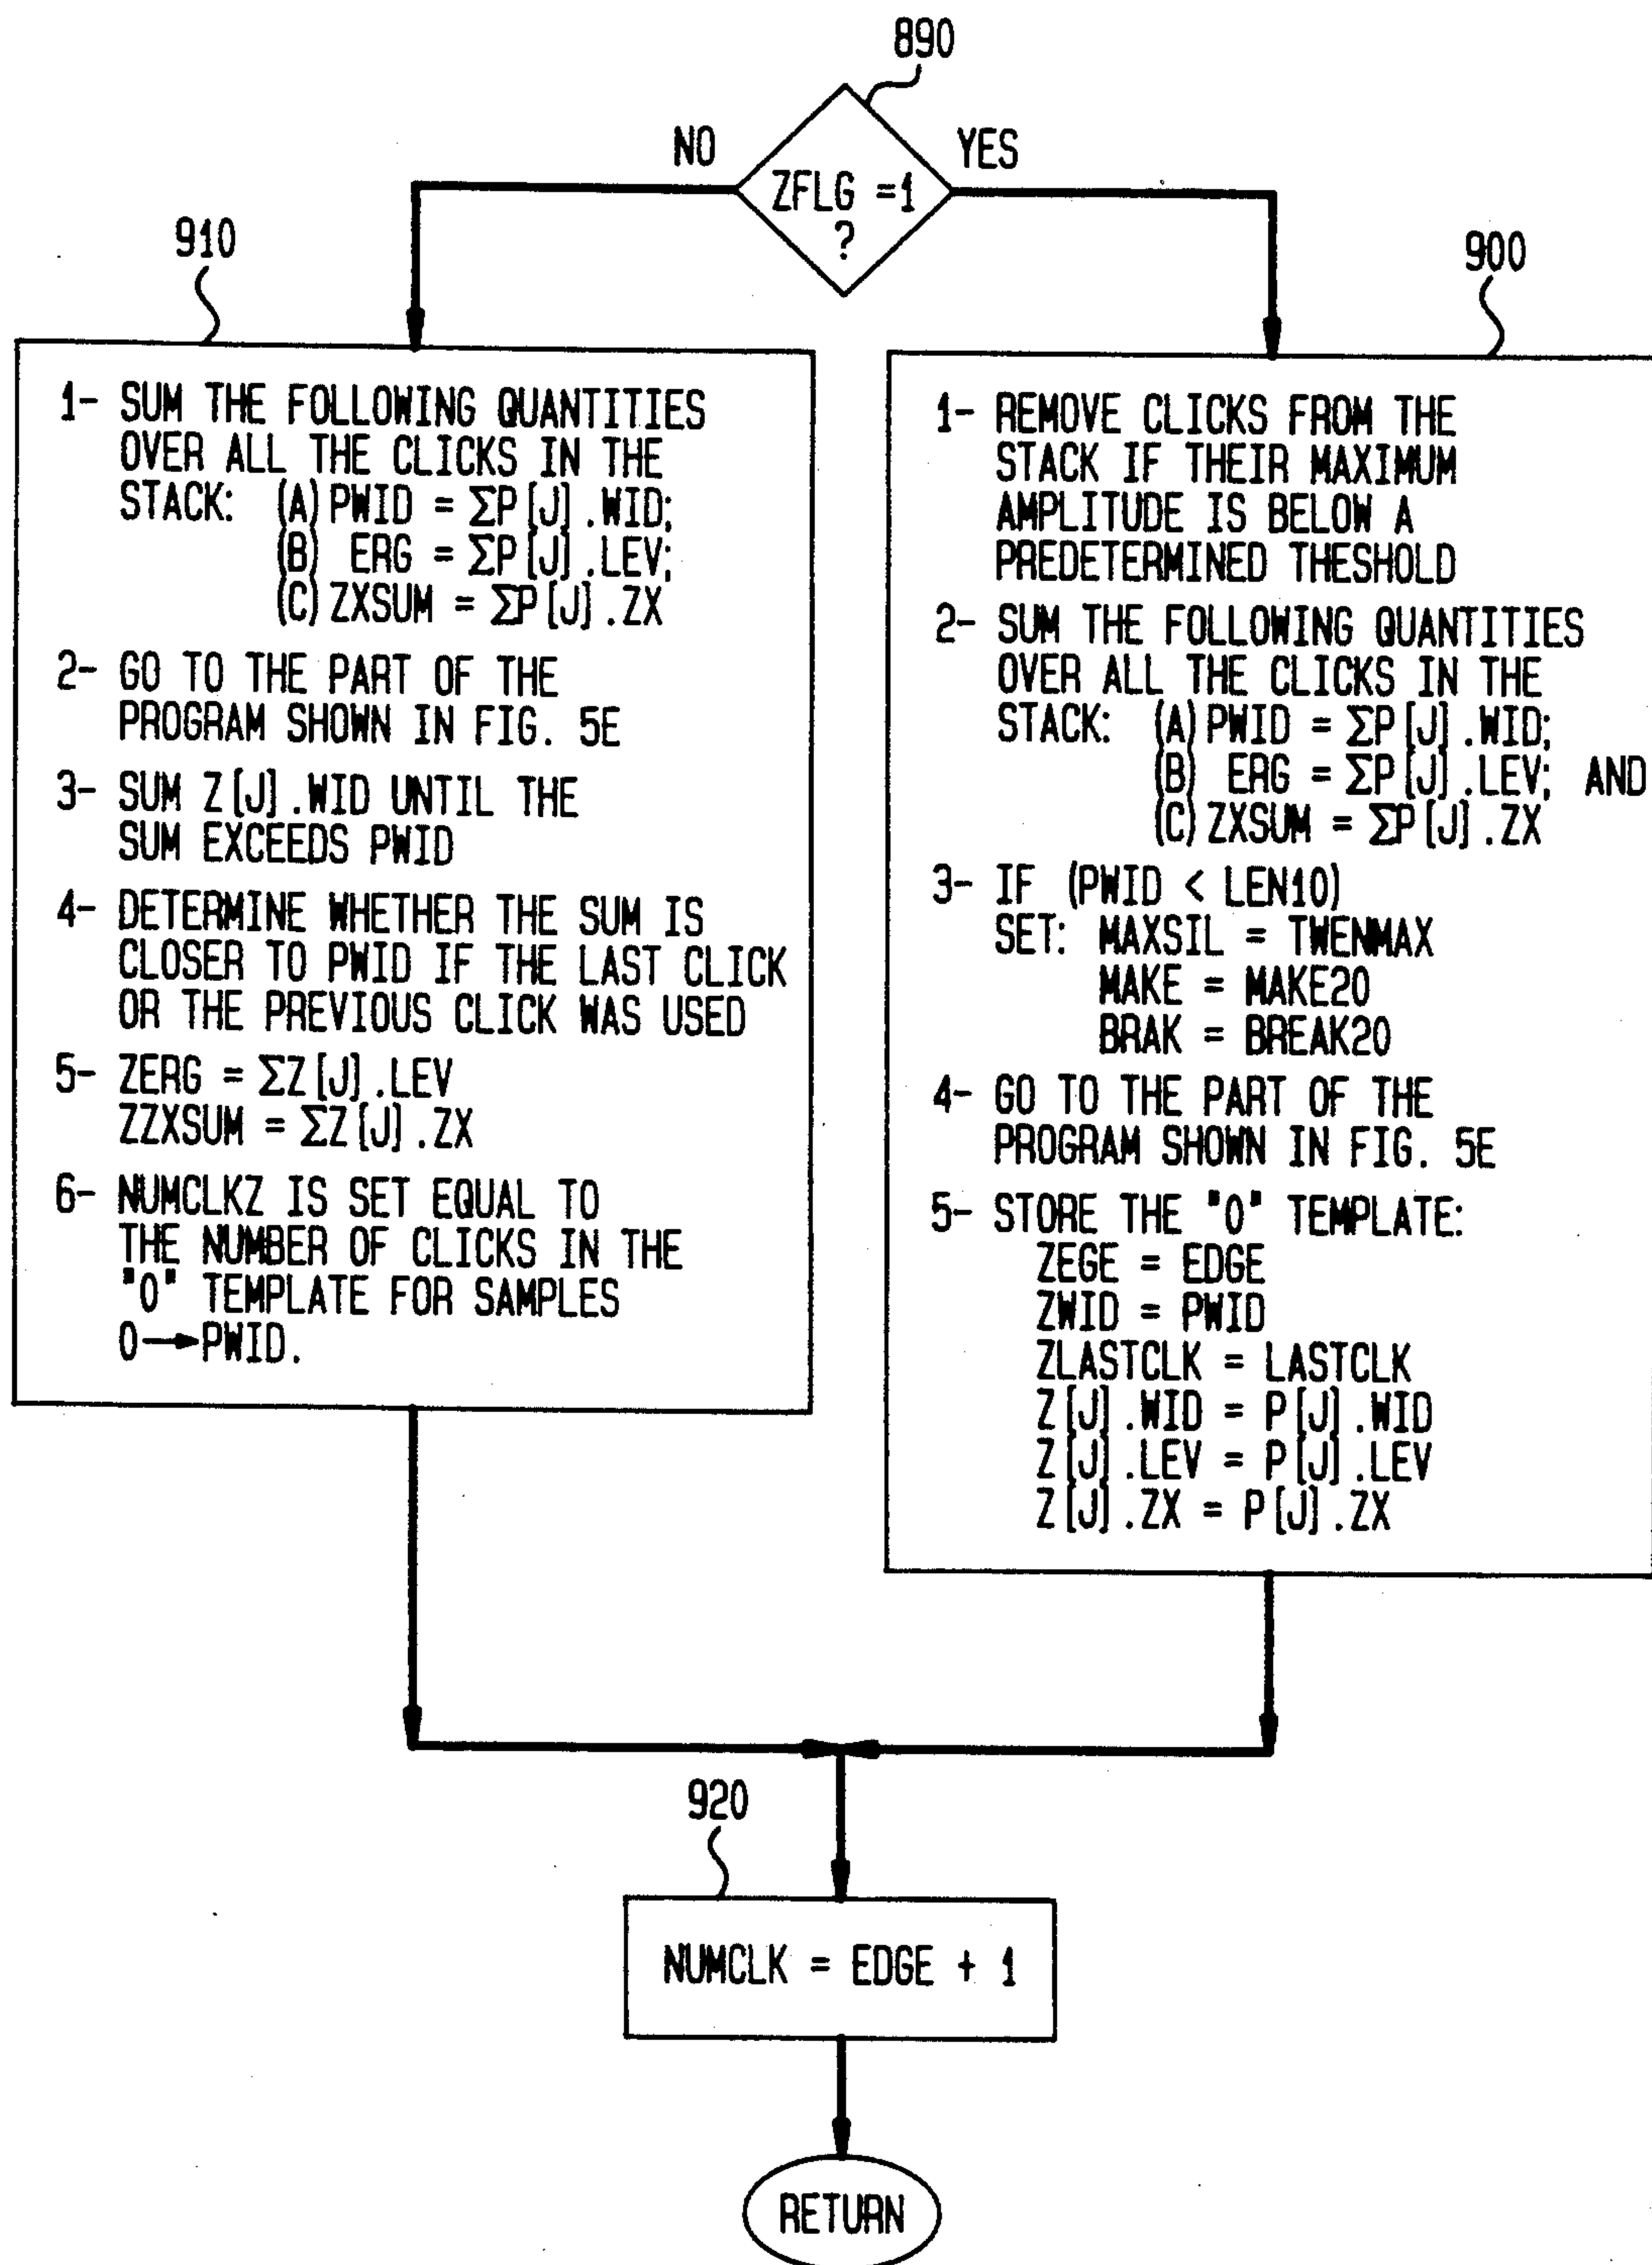 890
NO
YES
ZFLG =1
?
910
1- SUM THE FOLLOWING QUANTITIES
OVER ALL THE CLICKS IN THE
STACK: (A) PWID = ΣP[J].WID;
(B) ERG = ΣP[J].LEV;
(C) ZXSUM = ΣP[J].ZX
2- GO TO THE PART OF THE
PROGRAM SHOWN IN FIG. 5E
3- SUM Z[J].WID UNTIL THE
SUM EXCEEDS PWID
4- DETERMINE WHETHER THE SUM IS
CLOSER TO PWID IF THE LAST CLICK
OR THE PREVIOUS CLICK WAS USED
5- ZERG = ΣZ[J].LEV
ZZXSUM = ΣZ[J].ZX
6- NUMCLKZ IS SET EQUAL TO
THE NUMBER OF CLICKS IN THE
"0" TEMPLATE FOR SAMPLES
0→PWID.
900
1- REMOVE CLICKS FROM THE
STACK IF THEIR MAXIMUM
AMPLITUDE IS BELOW A
PREDETERMINED THESHOLD
2- SUM THE FOLLOWING QUANTITIES
OVER ALL THE CLICKS IN THE
STACK: (A) PWID = ΣP[J].WID;
(B) ERG = ΣP[J].LEV; AND
(C) ZXSUM = ΣP[J].ZX
3- IF (PWID < LEN10)
SET: MAXSIL = TWENMAX
MAKE = MAKE20
BRAK = BREAK20
4- GO TO THE PART OF THE
PROGRAM SHOWN IN FIG. 5E
5- STORE THE "0" TEMPLATE:
ZEGE = EDGE
ZWID = PWID
ZLASTCLK = LASTCLK
Z[J].WID = P[J].WID
Z[J].LEV = P[J].LEV
Z[J].ZX = P[J].ZX
920
NUMCLK = EDGE + 1
RETURN